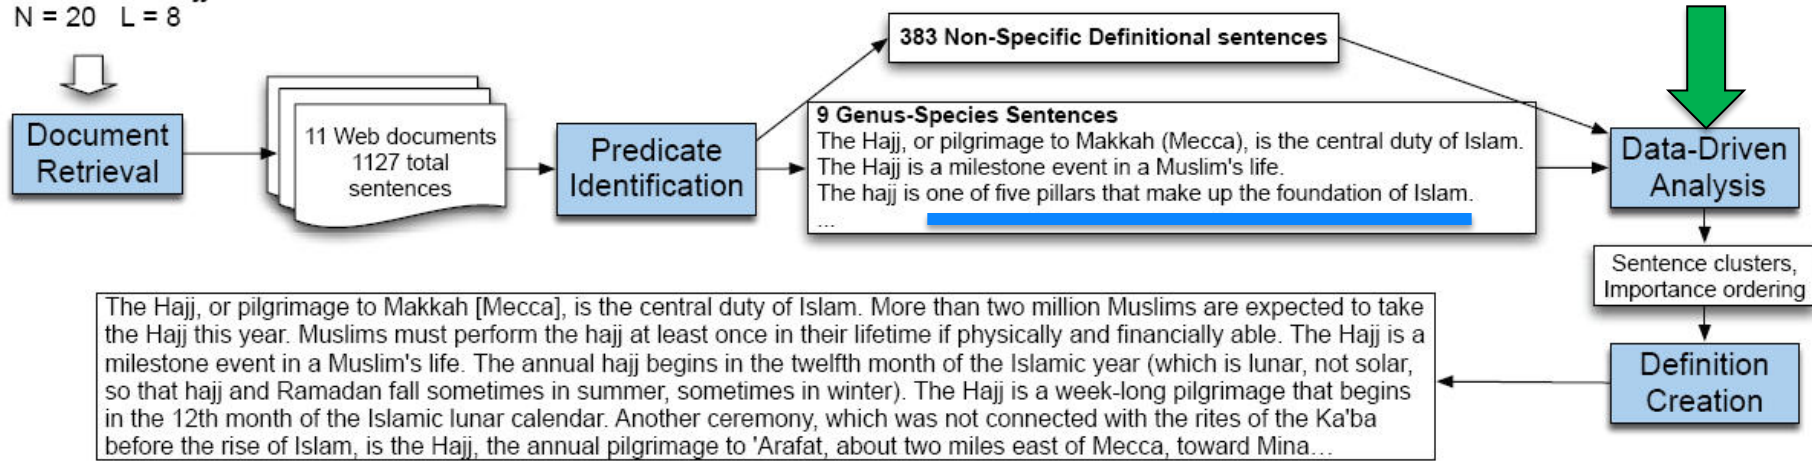 N = 20 L = 8
Document
Retrieval
11 Web documents
1127 total
sentences
Predicate
Identification
383 Non-Specific Definitional sentences
9 Genus-Species Sentences
The Hajj, or pilgrimage to Makkah (Mecca), is the central duty of Islam.
The Hajj is a milestone event in a Muslim's life.
The hajj is one of five pillars that make up the foundation of Islam.
...
Data-Driven
Analysis
Sentence clusters,
Importance ordering
Definition
Creation
The Hajj, or pilgrimage to Makkah [Mecca], is the central duty of Islam. More than two million Muslims are expected to take
the Hajj this year. Muslims must perform the hajj at least once in their lifetime if physically and financially able. The Hajj is a
milestone event in a Muslim's life. The annual hajj begins in the twelfth month of the Islamic year (which is lunar, not solar,
so that hajj and Ramadan fall sometimes in summer, sometimes in winter). The Hajj is a week-long pilgrimage that begins
in the 12th month of the Islamic lunar calendar. Another ceremony, which was not connected with the rites of the Ka'ba
before the rise of Islam, is the Hajj, the annual pilgrimage to 'Arafat, about two miles east of Mecca, toward Mina...